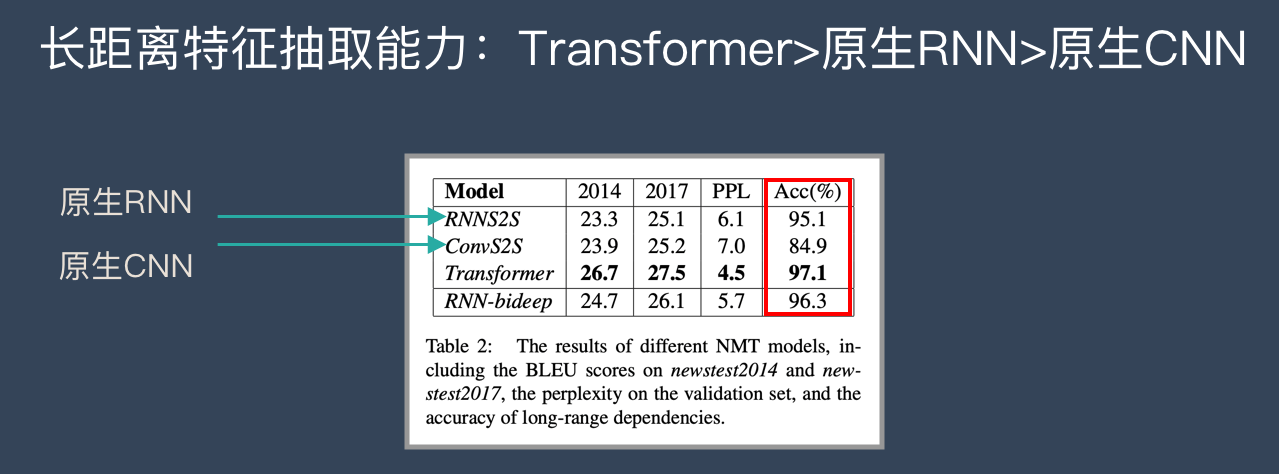 长距离特征抽取能力：Transformer>原生RNN>原生CNN
原生RNN
原生CNN
Model 2014 2017 PPL Acc(%)
RNNS2S 23.3 25.1 6.1 95.1
ConvS2S 23.9 25.2 7.0 84.9
Transformer 26.7 27.5 4.5 97.1
RNN-bideep 24.7 26.1 5.7 96.3
Table 2: The results of different NMT models, in-
cluding the BLEU scores on newstest2014 and new-
stest2017, the perplexity on the validation set, and the
accuracy of long-range dependencies.